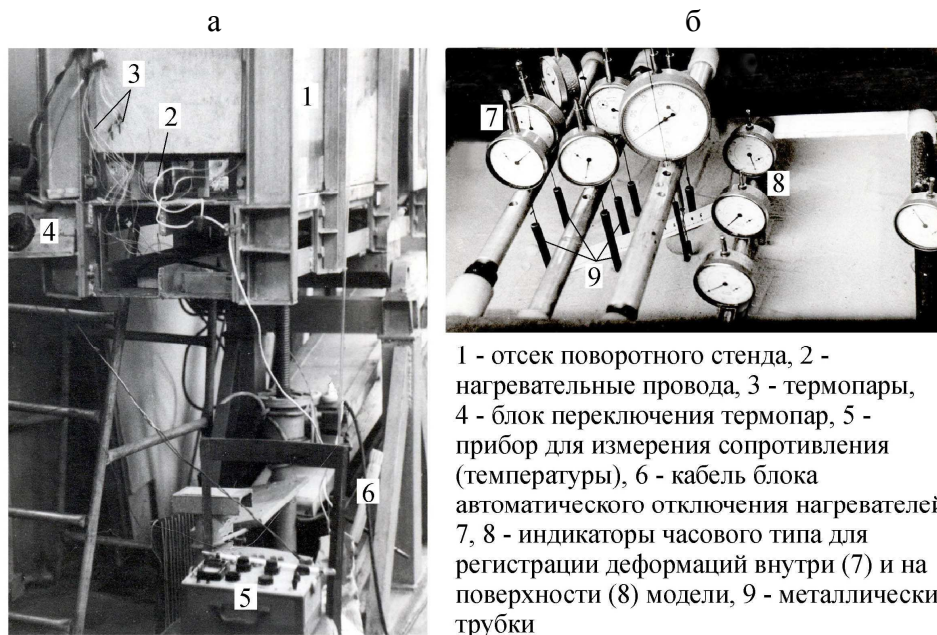 а
б
3
2
1
4
5
6
7
8
9
1 - отсек поворотного стенда, 2 -
нагревательные провода, 3 - термопары,
4 - блок переключения термопар, 5 -
прибор для измерения сопротивления
(температуры), 6 - кабель блока
автоматического отключения нагревателей
7, 8 - индикаторы часового типа для
регистрации деформаций внутри (7) и на
поверхности (8) модели, 9 - металлически
трубки